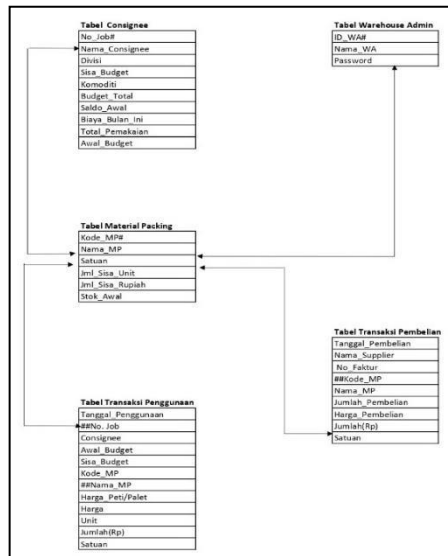 Tabel Consignee
No_Job#
Nama_Consignee
Divisi
Sisa_Budget
Komoditi
Budget_Total
Saldo_Awal
Biaya_Bulan_Ini
Total_Pemakaian
Awal_Budget
Tabel Warehouse Admin
ID_WA#
Nama_WA
Password
Tabel Material Packing
Kode_MP#
Nama_MP
Satuan
Jml_Sisa_Unit
Jml_Sisa_Rupiah
Stok_Awal
Tabel Transaksi Pembelian
Tanggal_Pembelian
Nama_Supplier
No_Faktur
##Kode_MP
Nama_MP
Jumlah_Pembelian
Harga_Pembelian
Jumlah(Rp)
Satuan
Tabel Transaksi Penggunaan
Tanggal_Penggunaan
##No. Job
Consignee
Awal_Budget
Sisa_Budget
Kode_MP
##Nama_MP
Harga_Peti/Palet
Harga
Unit
Jumlah(Rp)
Satuan